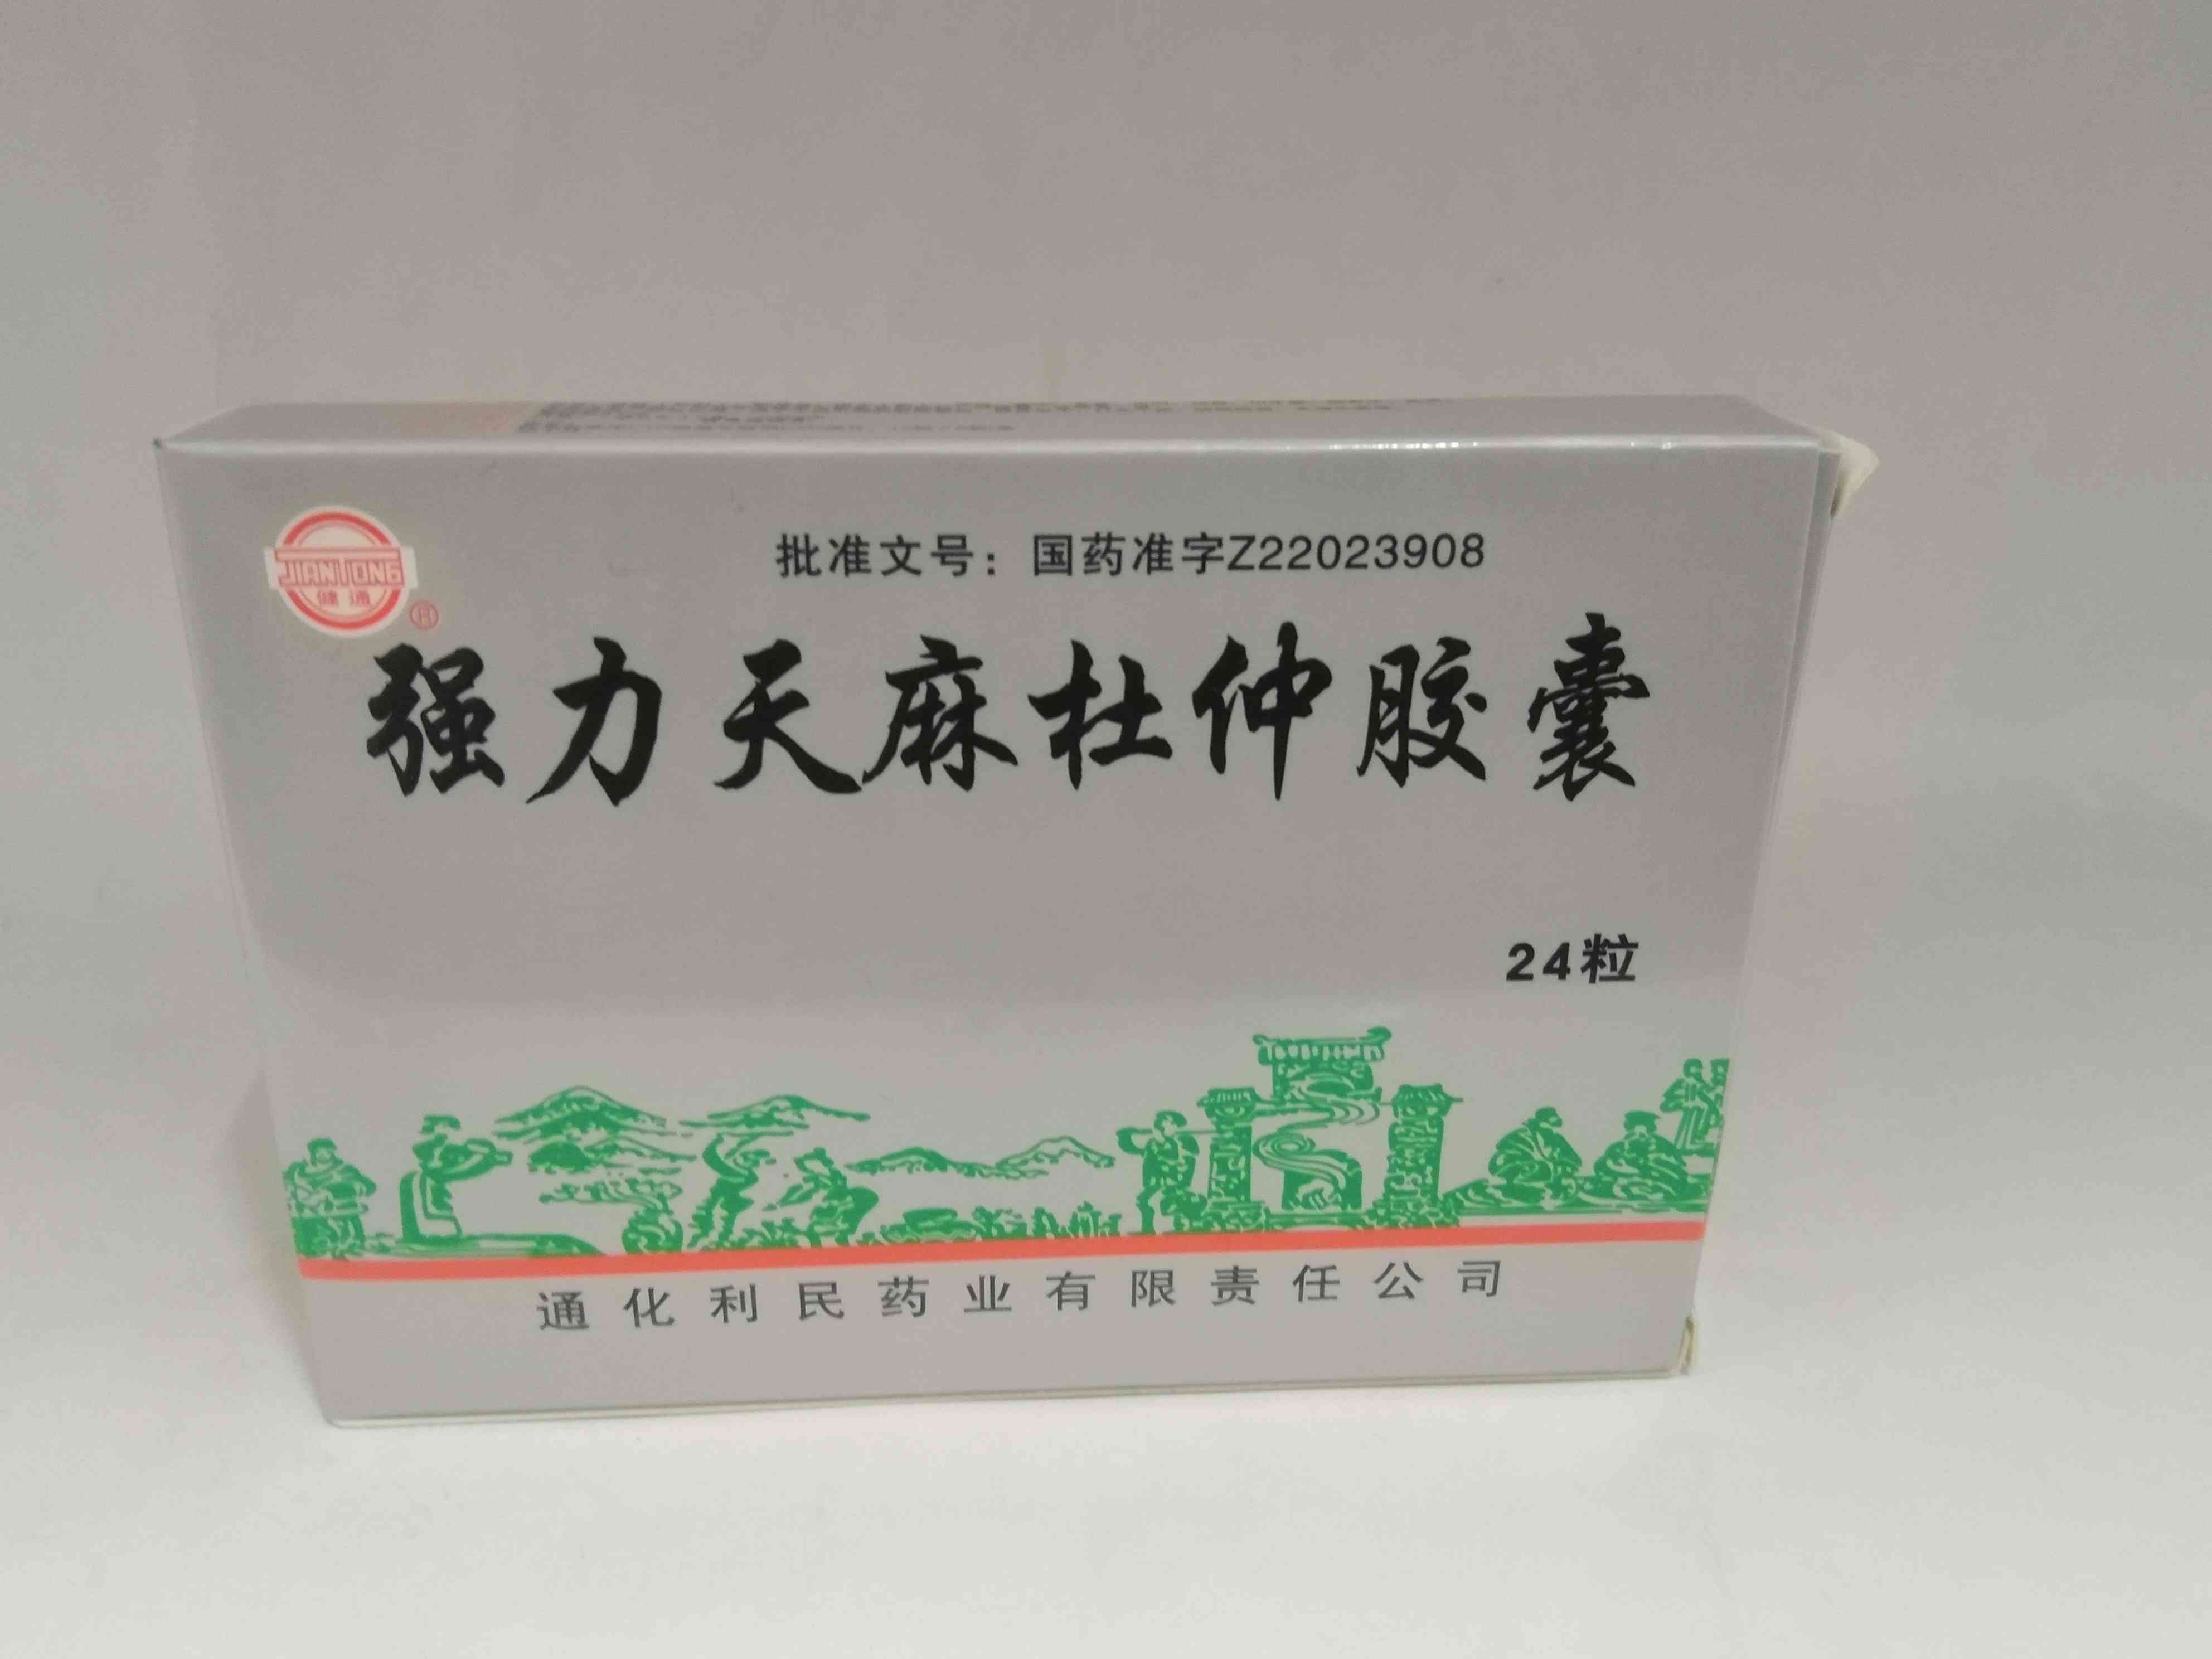 JIANTONG
健通
®
批准文号：国药准字Z22023908
强力天麻杜仲胶囊
24粒
通化利民药业有限责任公司